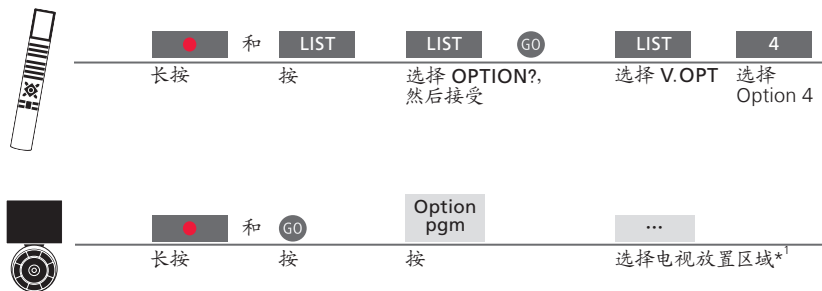 和 LIST LIST GO LIST 4
长按 按 选择 OPTION?, 选择 V.OPT 选择
然后接受 Option 4
Option
和 GO pgm ...
长按 按 按 选择电视放置区域*1